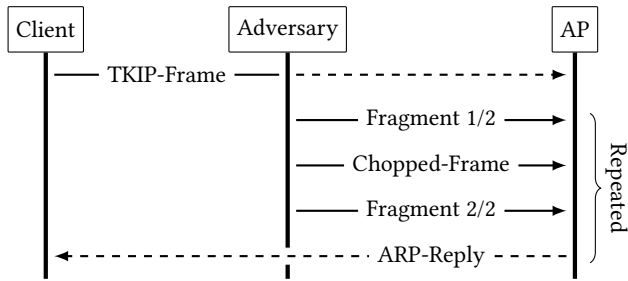 Client
Adversary
AP
TKIP-Frame
Fragment 1/2
Chopped-Frame
Fragment 2/2
ARP-Reply
Repeated